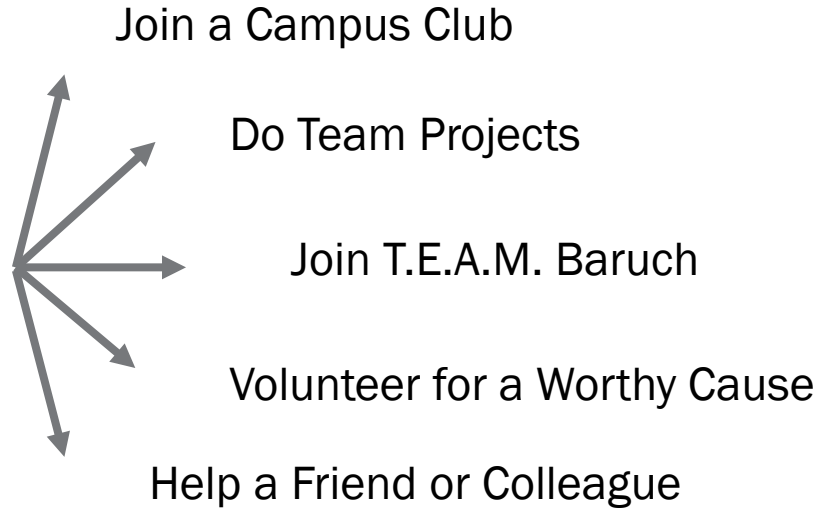 Join a Campus Club
Do Team Projects
Join T.E.A.M. Baruch
Volunteer for a Worthy Cause
Help a Friend or Colleague